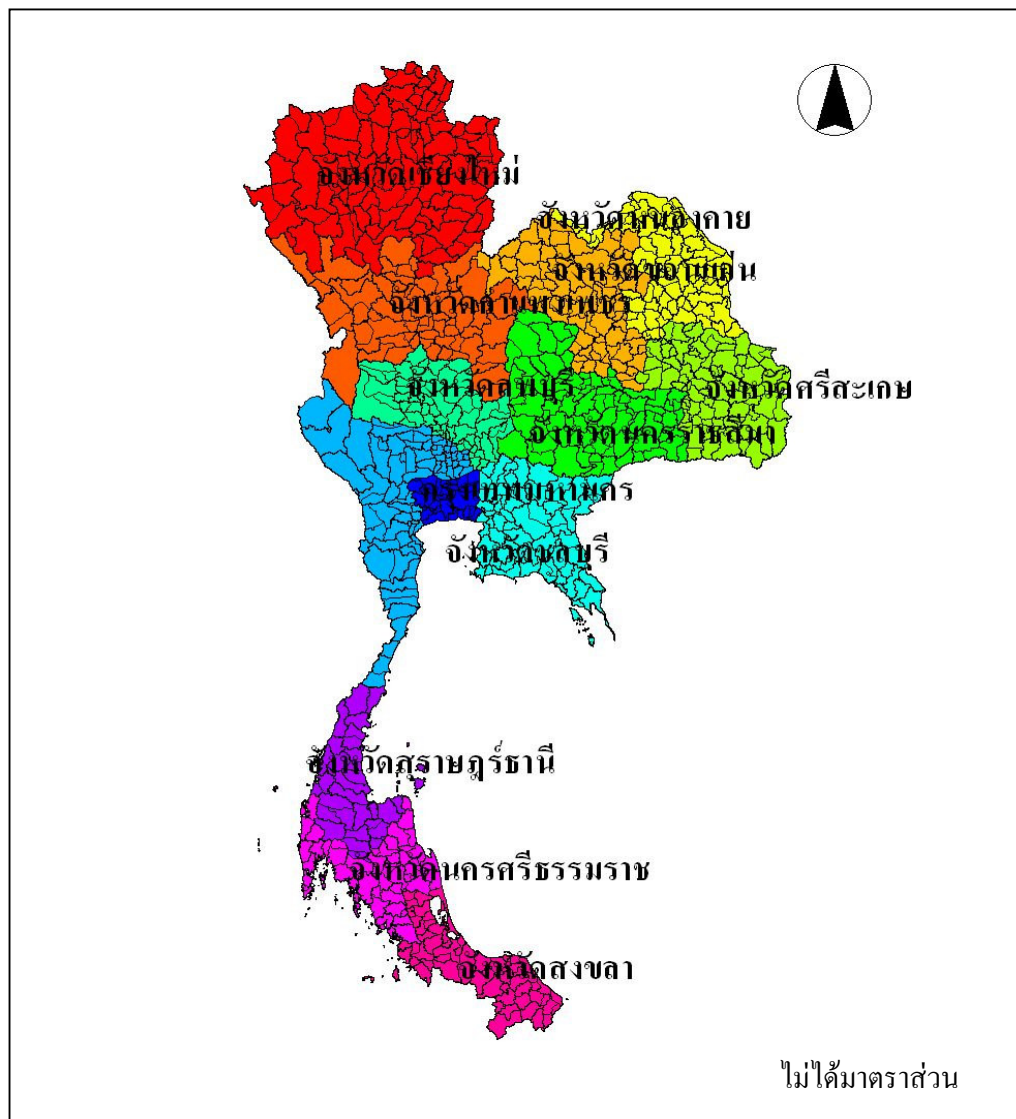 จังหวัดเชียงใหม่
จังหวัดหนองคาย
จังหวัดขอนแก่น
จังหวัดกำแพงเพชร
จังหวัดลพบุรี
จังหวัดศรีสะเกษ
จังหวัดนครราชสีมา
กรุงเทพมหานคร
จังหวัดชลบุรี
จังหวัดสุราษฎร์ธานี
จังหวัดนครศรีธรรมราช
จังหวัดสงขลา
ไม่ได้มาตราส่วน